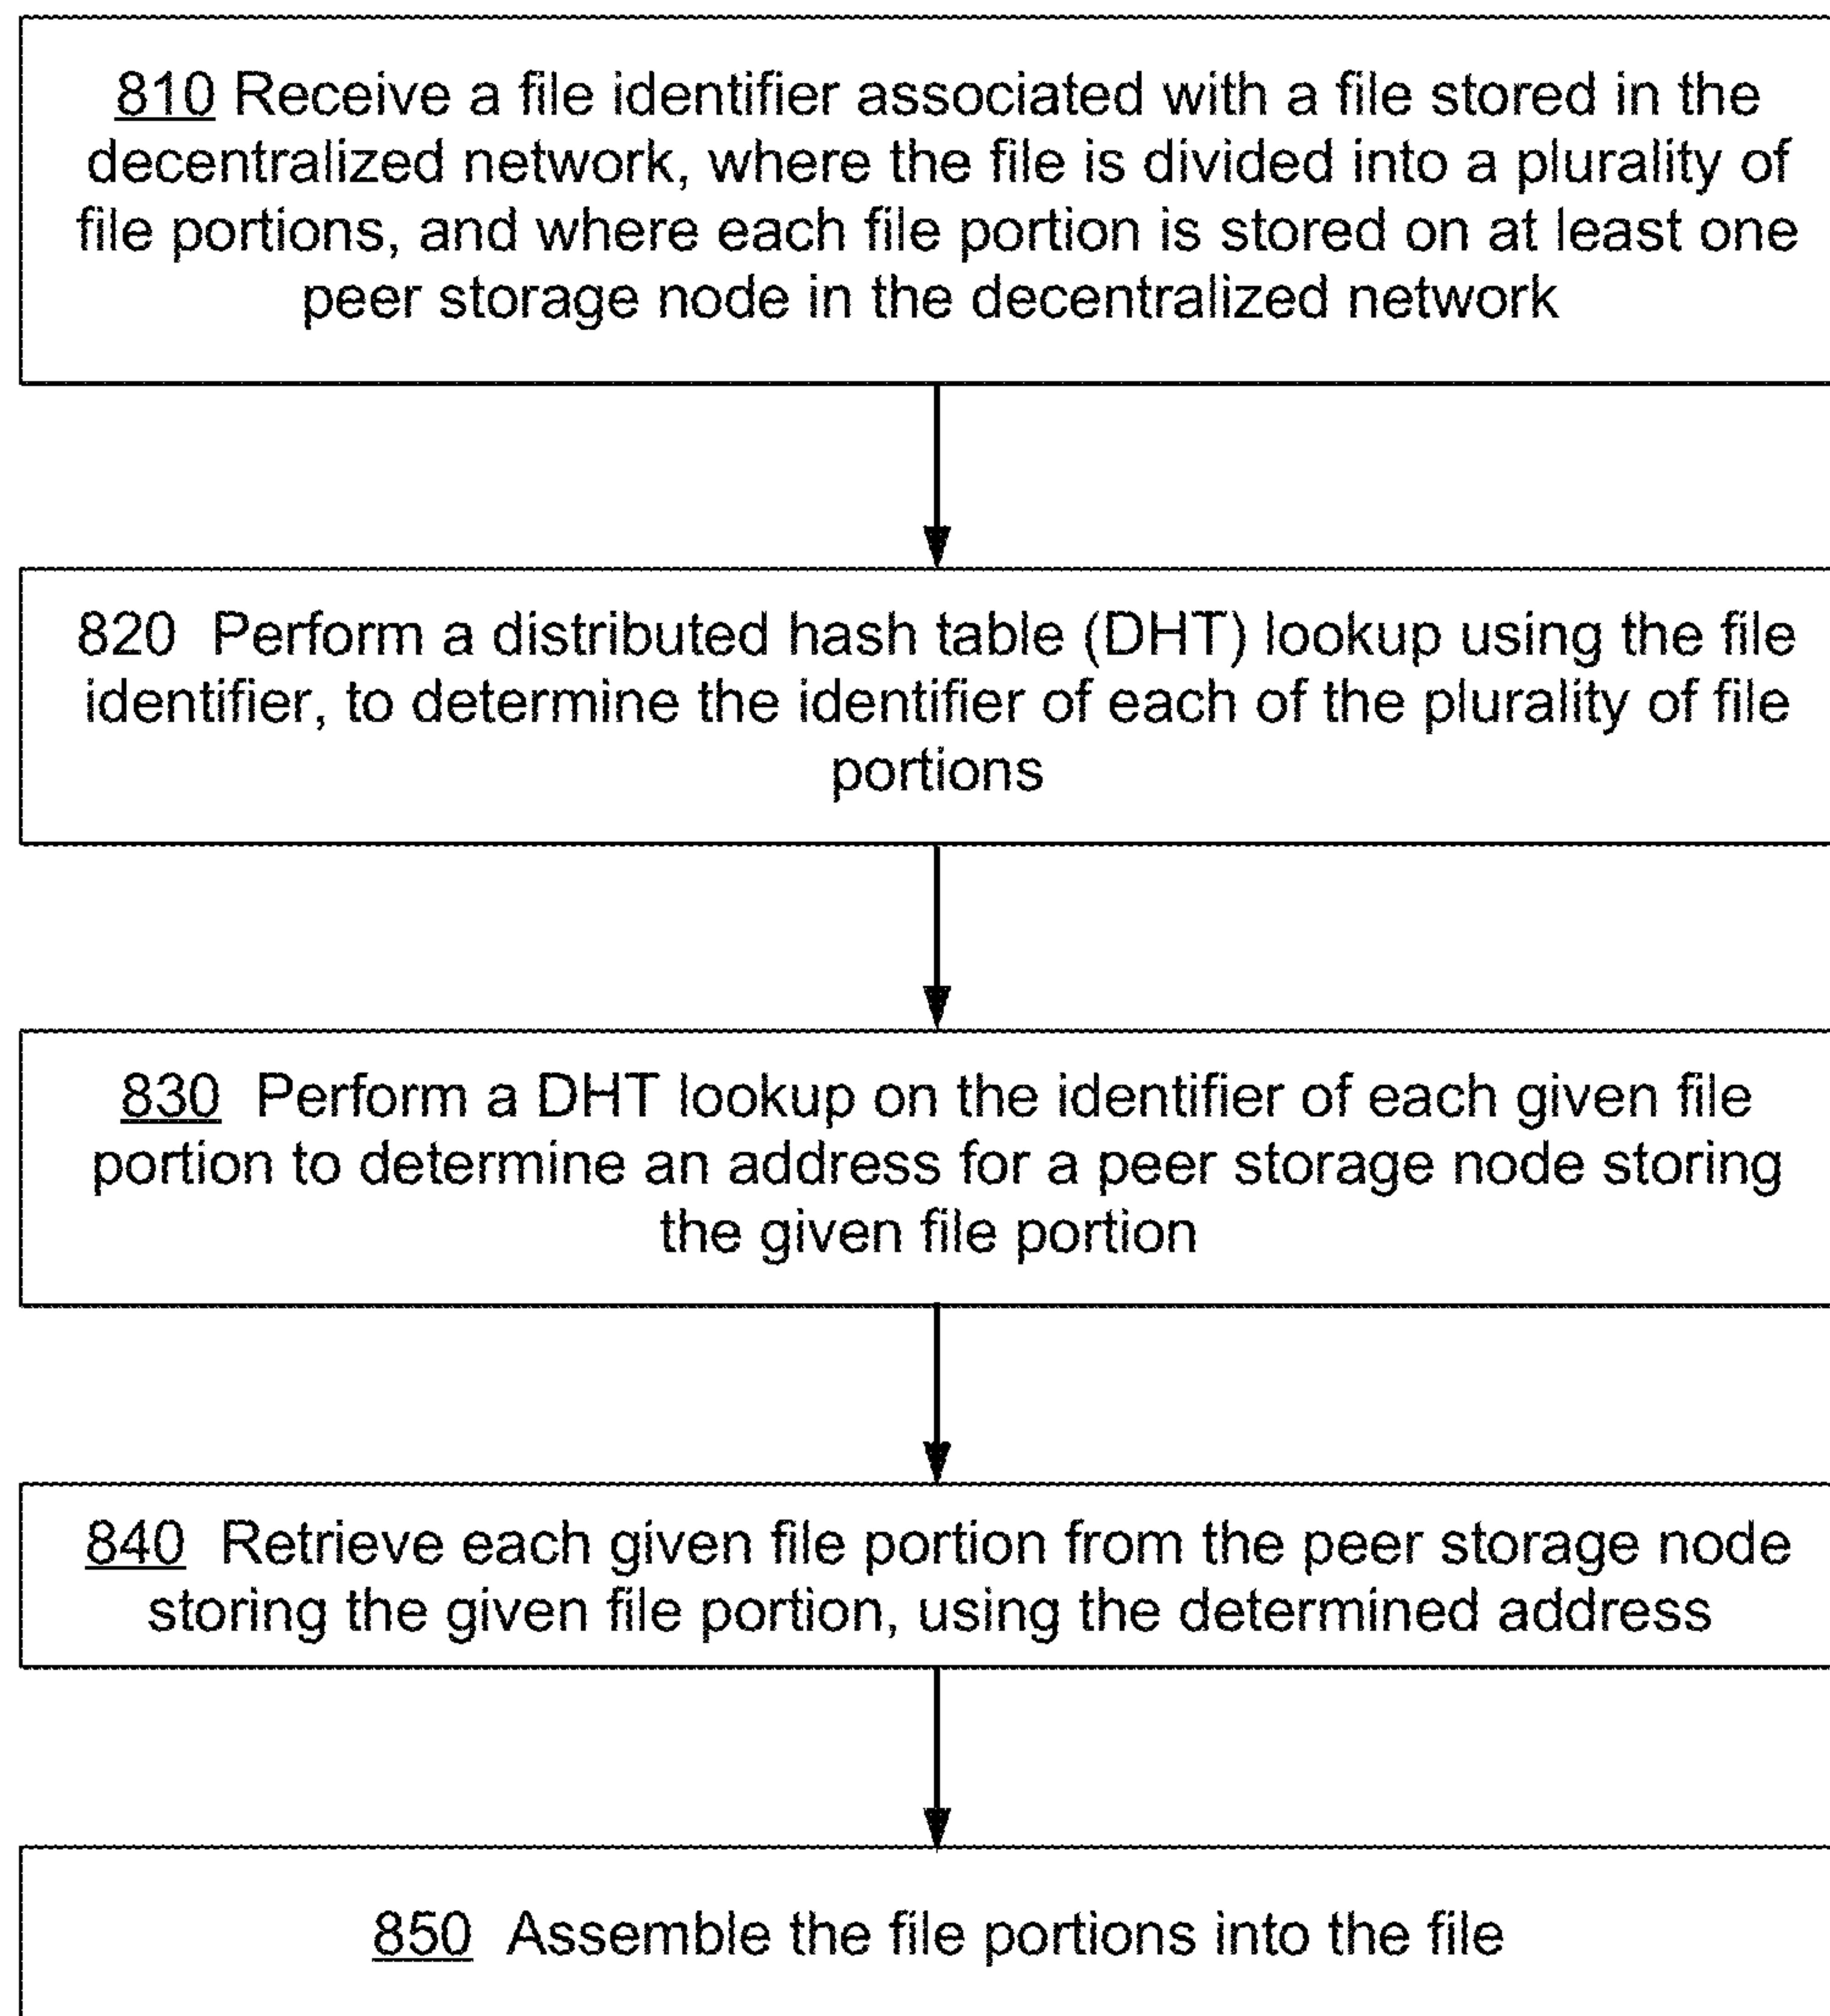 810 Receive a file identifier associated with a file stored in the
decentralized network, where the file is divided into a plurality of
file portions, and where each file portion is stored on at least one
peer storage node in the decentralized network
820 Perform a distributed hash table (DHT) lookup using the file
identifier, to determine the identifier of each of the plurality of file
portions
830 Perform a DHT lookup on the identifier of each given file
portion to determine an address for a peer storage node storing
the given file portion
840 Retrieve each given file portion from the peer storage node
storing the given file portion, using the determined address
850 Assemble the file portions into the file